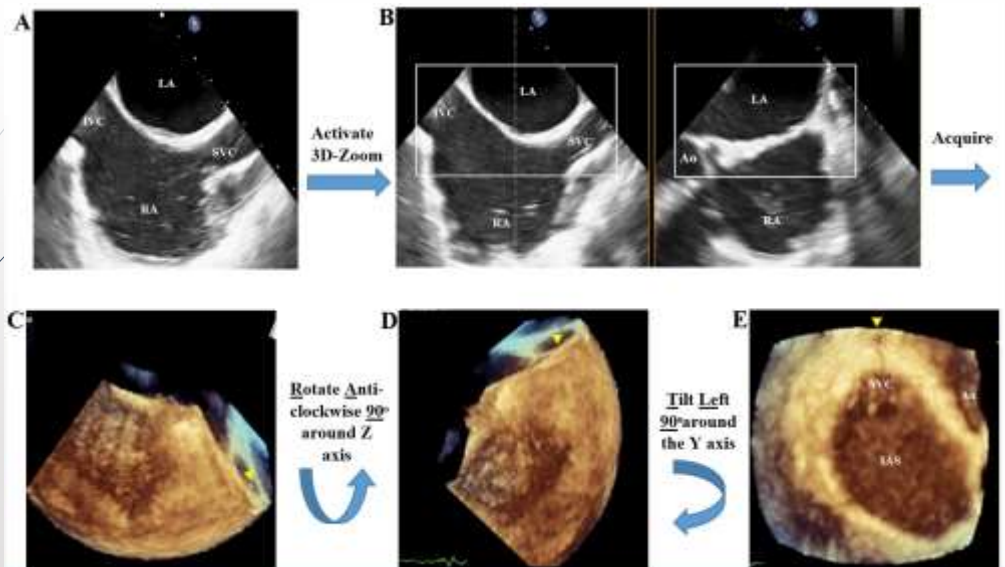 A
LA
IVC
SVC
RA
Activate
3D-Zoom
B
LA
IVC
SVC
RA
LA
Ao
RA
Acquire
C
Rotate Anti-
clockwise 90°
around Z
axis
D
Tilt Left
90° around
the Y axis
E
SVC
Ao
IAS